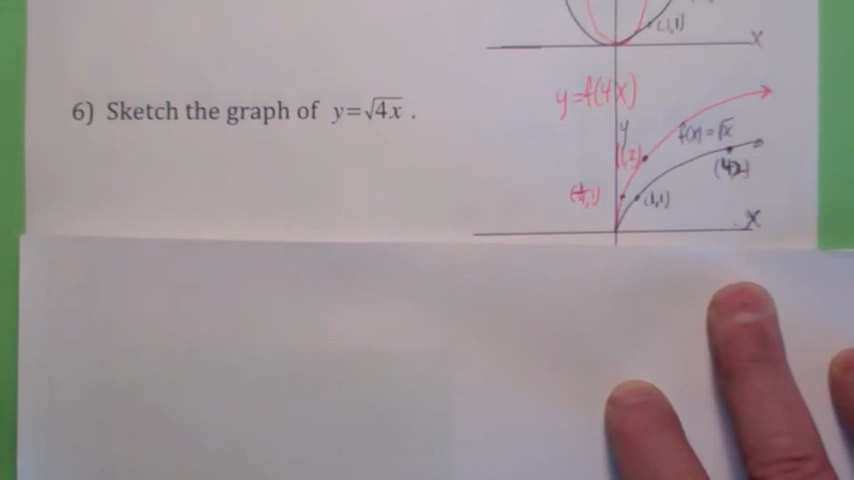 (1,1)
x
6) Sketch the graph of y=√4x .
y=f(4x)
y
f(x)=√x
(1,2)
(4,2)
(1/4,1)
(1,1)
x